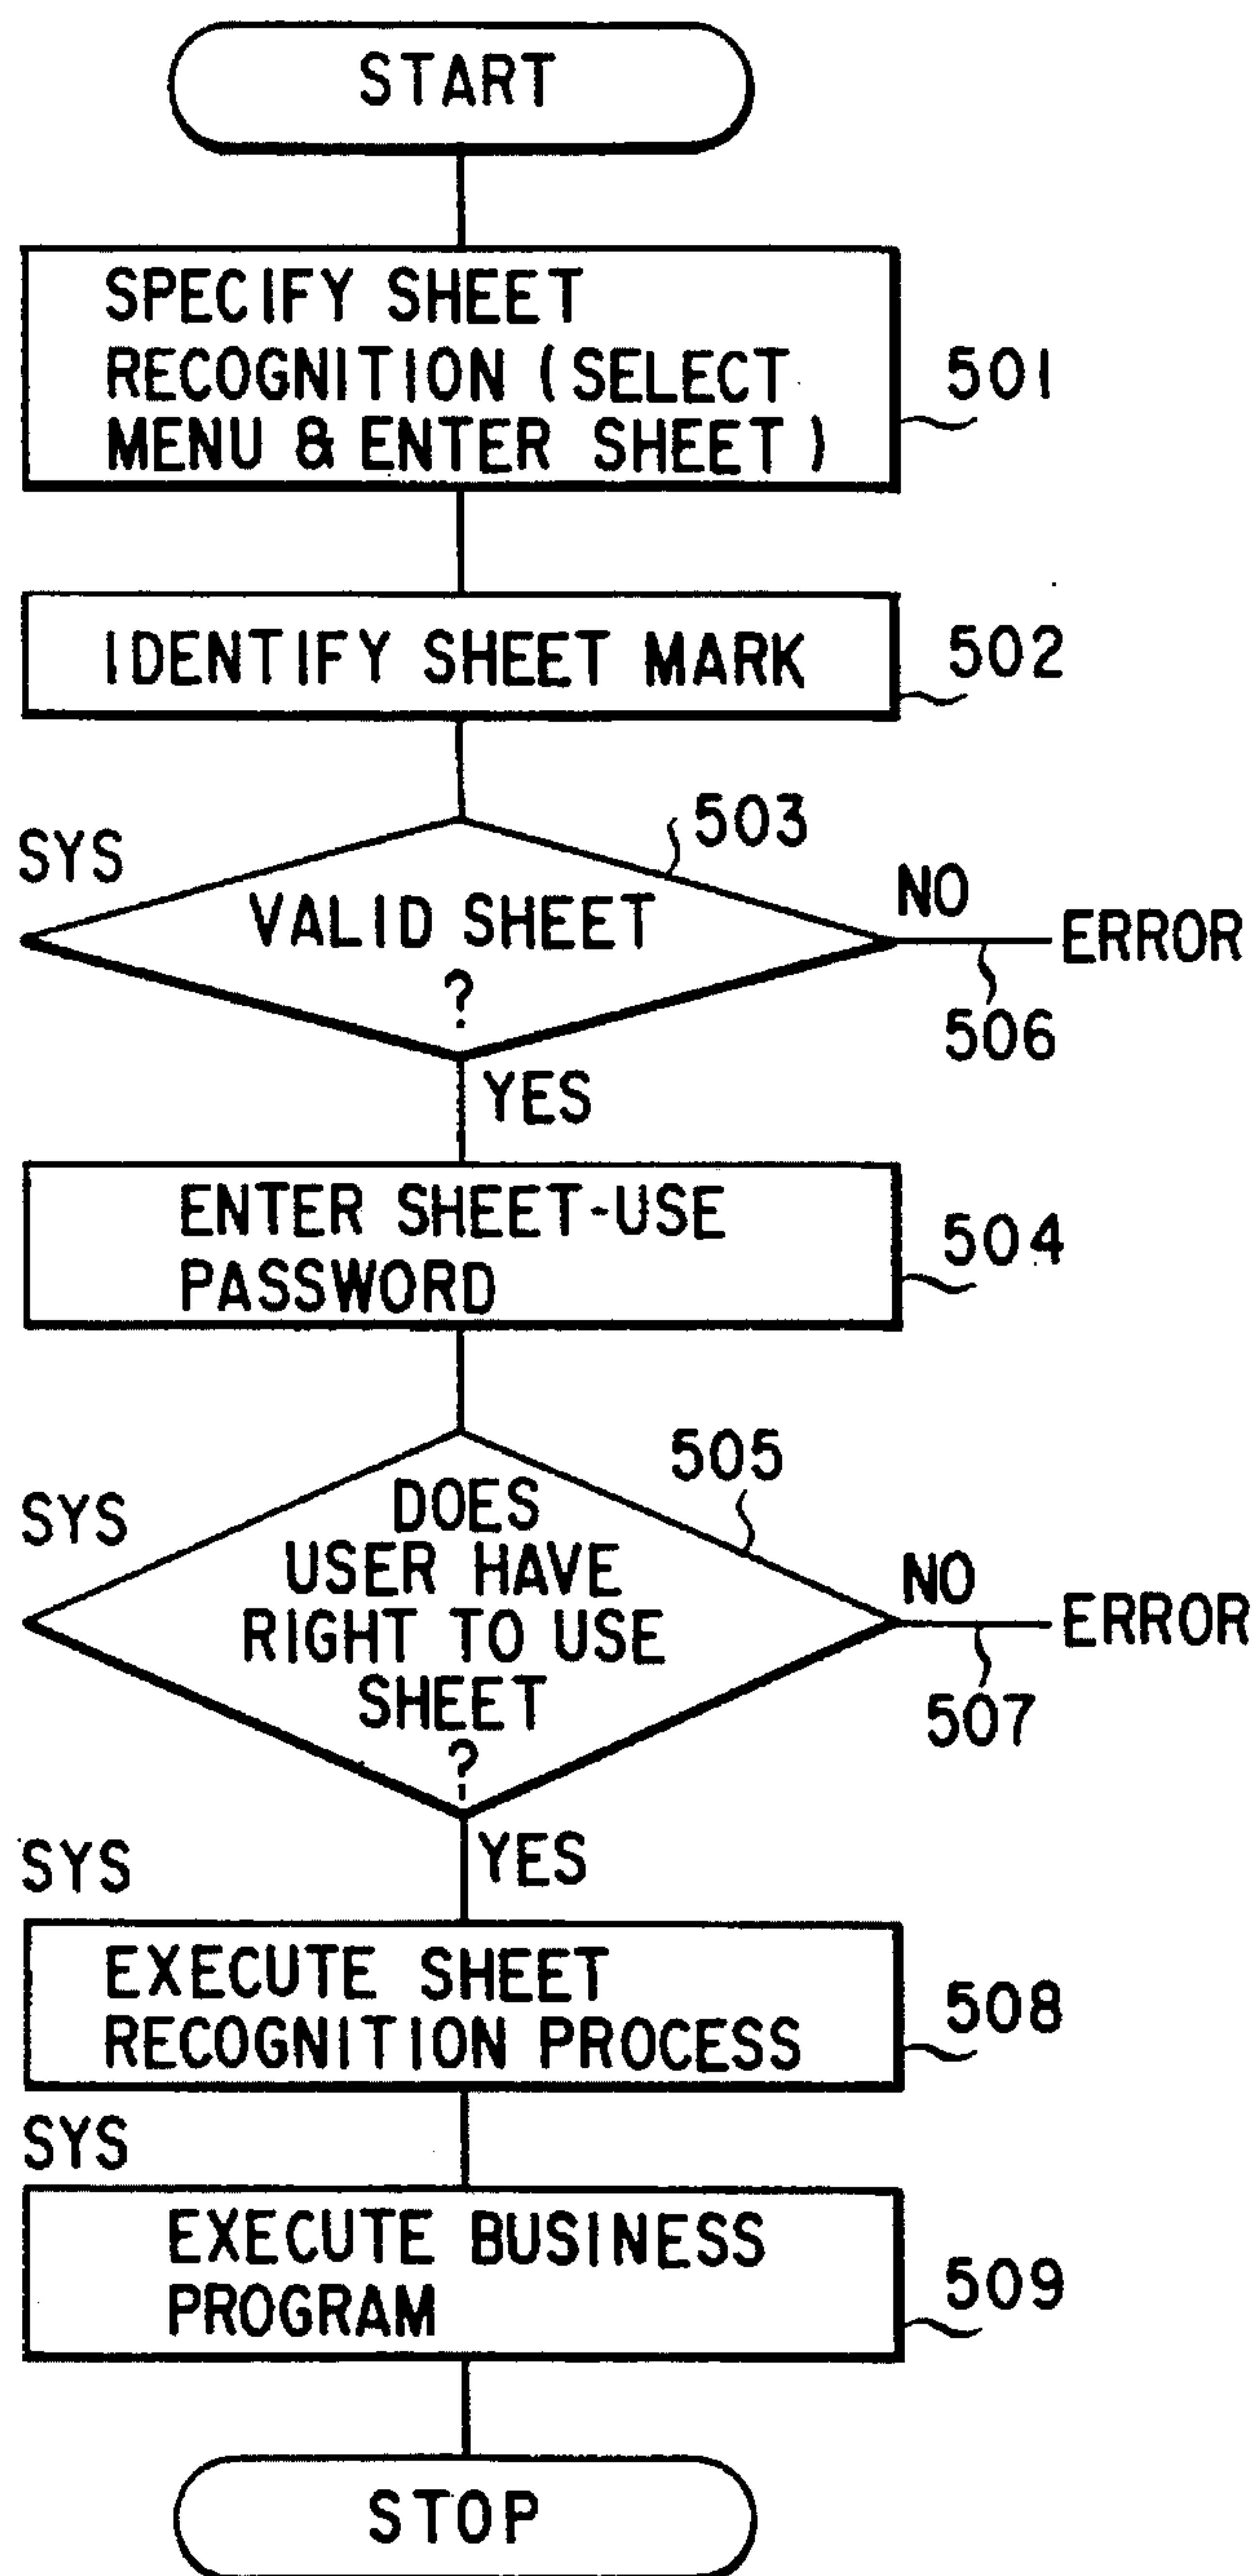 START
SPECIFY SHEET
RECOGNITION (SELECT
MENU & ENTER SHEET)
501
IDENTIFY SHEET MARK
502
SYS
503
VALID SHEET
?
NO
ERROR
506
YES
ENTER SHEET-USE
PASSWORD
504
SYS
505
DOES
USER HAVE
RIGHT TO USE
SHEET
?
NO
ERROR
507
SYS
YES
EXECUTE SHEET
RECOGNITION PROCESS
508
SYS
EXECUTE BUSINESS
PROGRAM
509
STOP